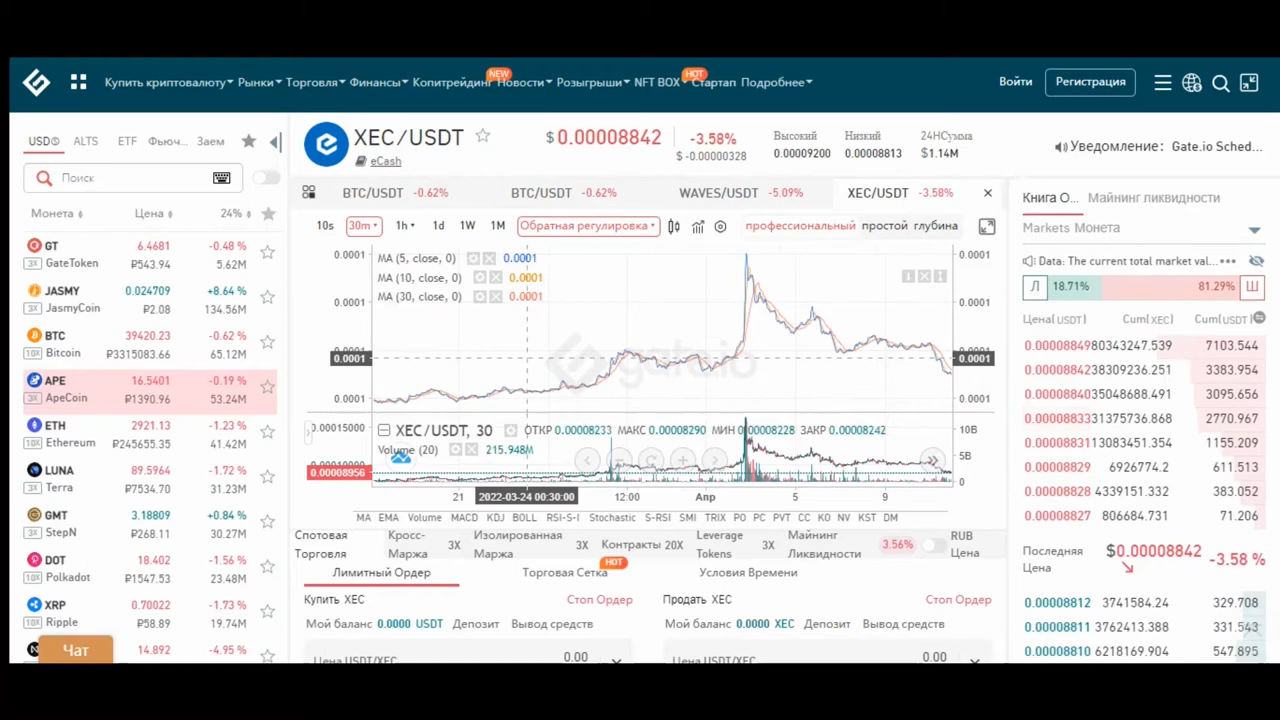 Купить криптовалюту Рынки Торговля Финансы Копитрейдинг NEW Новости Розыгрыши NFT BOX HOT Стартап Подробнее Войти Регистрация
USD ALTS ETF Фьюч... Заем
Поиск
Монета Цена 24%
GT 6.4681 -0.48 %
3X GateToken ₽543.94 5.62M
JASMY 0.024709 +8.64 %
3X JasmyCoin ₽2.08 134.56M
BTC 39420.23 -0.62 %
10X Bitcoin ₽3315083.66 65.12M
APE 16.5401 -0.19 %
3X ApeCoin ₽1390.96 53.24M
ETH 2921.13 -1.23 %
10X Ethereum ₽245655.35 41.42M
LUNA 89.5964 -1.72 %
3X Terra ₽7534.70 31.23M
GMT 3.18809 +0.84 %
10X StepN ₽268.11 30.27M
DOT 18.402 -1.56 %
10X Polkadot ₽1547.53 23.48M
XRP 0.70022 -1.73 %
10X Ripple ₽58.89 19.74M
14.892 -4.95 %
Чат
XEC/USDT
eCash
$ 0.00008842 -3.58%
$ -0.00000328
Высокий
0.00009200
Низкий
0.00008813
24HСумма
$1.14M
Уведомление: Gate.io Sched...
BTC/USDT -0.62% BTC/USDT -0.62% WAVES/USDT -5.09% XEC/USDT -3.58%
10s 30m 1h 1d 1W 1M Обратная регулировка профессиональный простой глубина
MA (5, close, 0) 0.0001
MA (10, close, 0) 0.0001
MA (30, close, 0) 0.0001
0.0001 0.0001
0.0001 0.0001
0.0001 0.0001
0.0001 0.0001
gate.io
XEC/USDT, 30 ОТКР 0.00008233 МАКС 0.00008290 МИН 0.00008228 ЗАКР 0.00008242
Volume (20) 215.948M
0.00015000 10B
5B
0.00008956 0
21 2022-03-24 00:30:00 12:00 Апр 5 9
MA EMA Volume MACD KDJ BOLL RSI-S-I Stochastic S-RSI SMI TRIX PO PC PVT CC KO NV KST DM
Спотовая Торговля Кросс-Маржа 3X Изолированная Маржа 3X Контракты 20X Leverage Tokens 3X Майнинг Ликвидности 3.56% RUB Цена
Лимитный Ордер Торговая Сетка HOT Условия Времени
Купить XEC Стоп Ордер Продать XEC Стоп Ордер
Мой баланс 0.0000 USDT Депозит Вывод средств Мой баланс 0.0000 XEC Депозит Вывод средств
Цена USDT/XEC 0.00 Цена USDT/XEC 0.00
Книга О... Майнинг ликвидности
Markets Монета
Data: The current total market val...
Л 18.71% 81.29% Ш
Цена(USDT) Cum(XEC) Cum(USDT)
0.00008849 80343247.539 7103.544
0.00008842 38309236.251 3383.954
0.00008840 35048688.491 3095.656
0.00008833 31375736.868 2770.967
0.00008831 13083454.351 1155.209
0.00008829 6926774.2 611.513
0.00008828 4339151.332 383.052
0.00008827 806684.731 71.206
Последняя Цена $0.00008842 -3.58 %
0.00008812 3741584.24 329.708
0.00008811 3762413.388 331.543
0.00008810 6218169.904 547.895